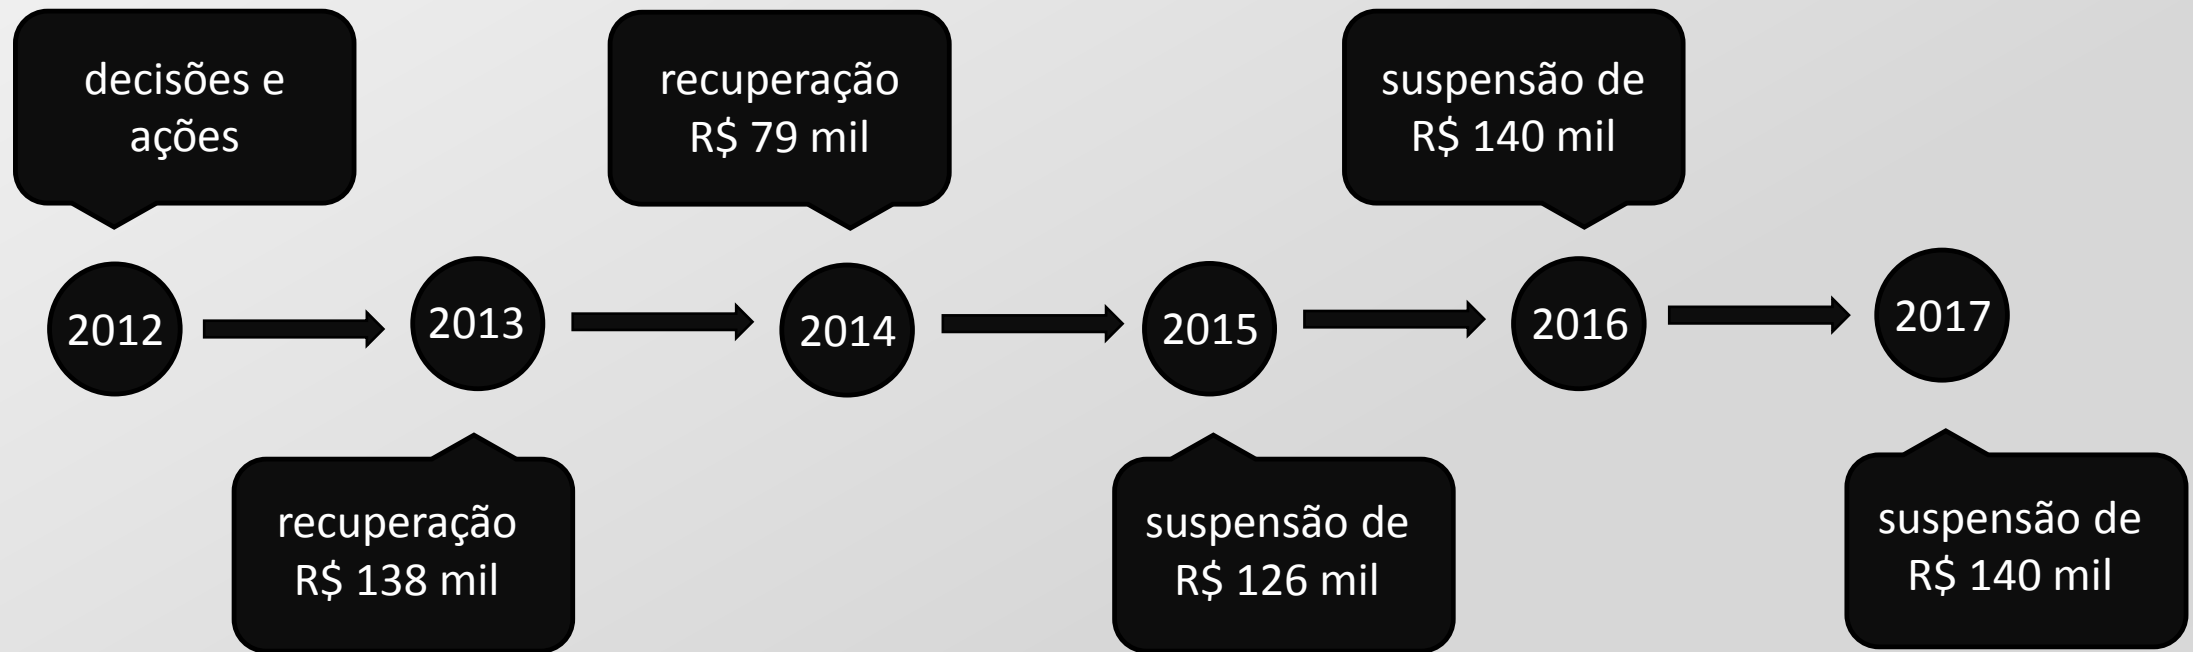 decisões e
ações
recuperação
R$ 79 mil
suspensão de
R$ 140 mil
2012
2013
2014
2015
2016
2017
recuperação
R$ 138 mil
suspensão de
R$ 126 mil
suspensão de
R$ 140 mil